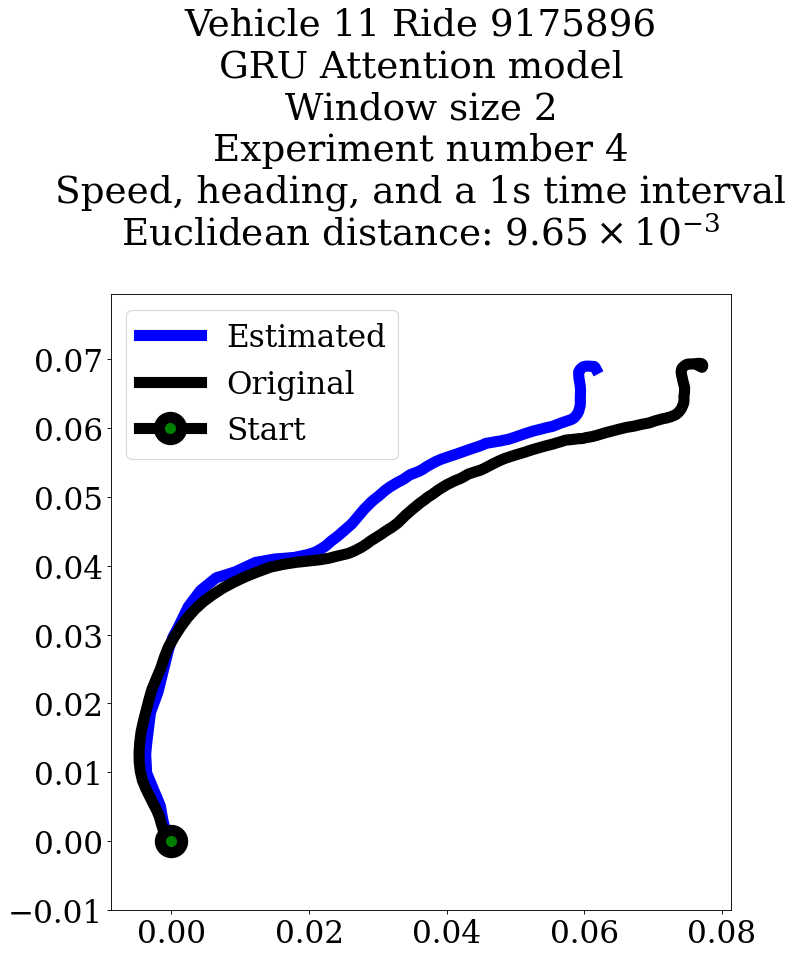 Vehicle 11 Ride 9175896
GRU Attention model
Window size 2
Experiment number 4
Speed, heading, and a 1s time interval
Euclidean distance: 9.65 × 10⁻³
Estimated
Original
Start
0.07
0.06
0.05
0.04
0.03
0.02
0.01
0.00
−0.01
0.00 0.02 0.04 0.06 0.08